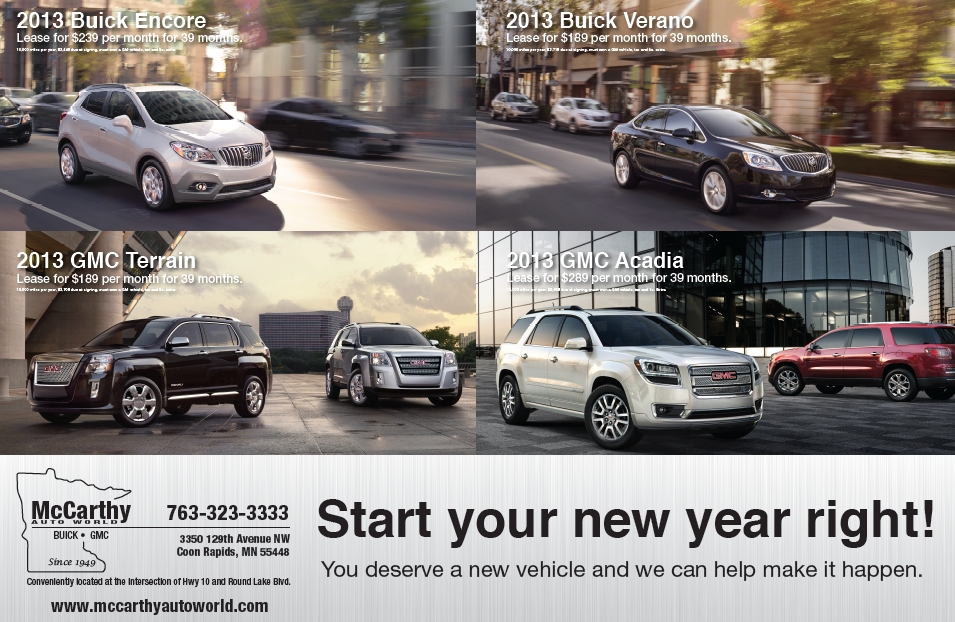 2013 Buick Encore
Lease for $239 per month for 39 months.
2013 Buick Verano
Lease for $189 per month for 39 months.
2013 GMC Terrain
Lease for $189 per month for 39 months.
2013 GMC Acadia
Lease for $289 per month for 39 months.
GMC
GMC
GMC
McCarthy
AUTO WORLD
BUICK • GMC
Since 1949
763-323-3333
3350 129th Avenue NW
Coon Rapids, MN 55448
Conveniently located at the Intersection of Hwy 10 and Round Lake Blvd.
www.mccarthyautoworld.com
Start your new year right!
You deserve a new vehicle and we can help make it happen.